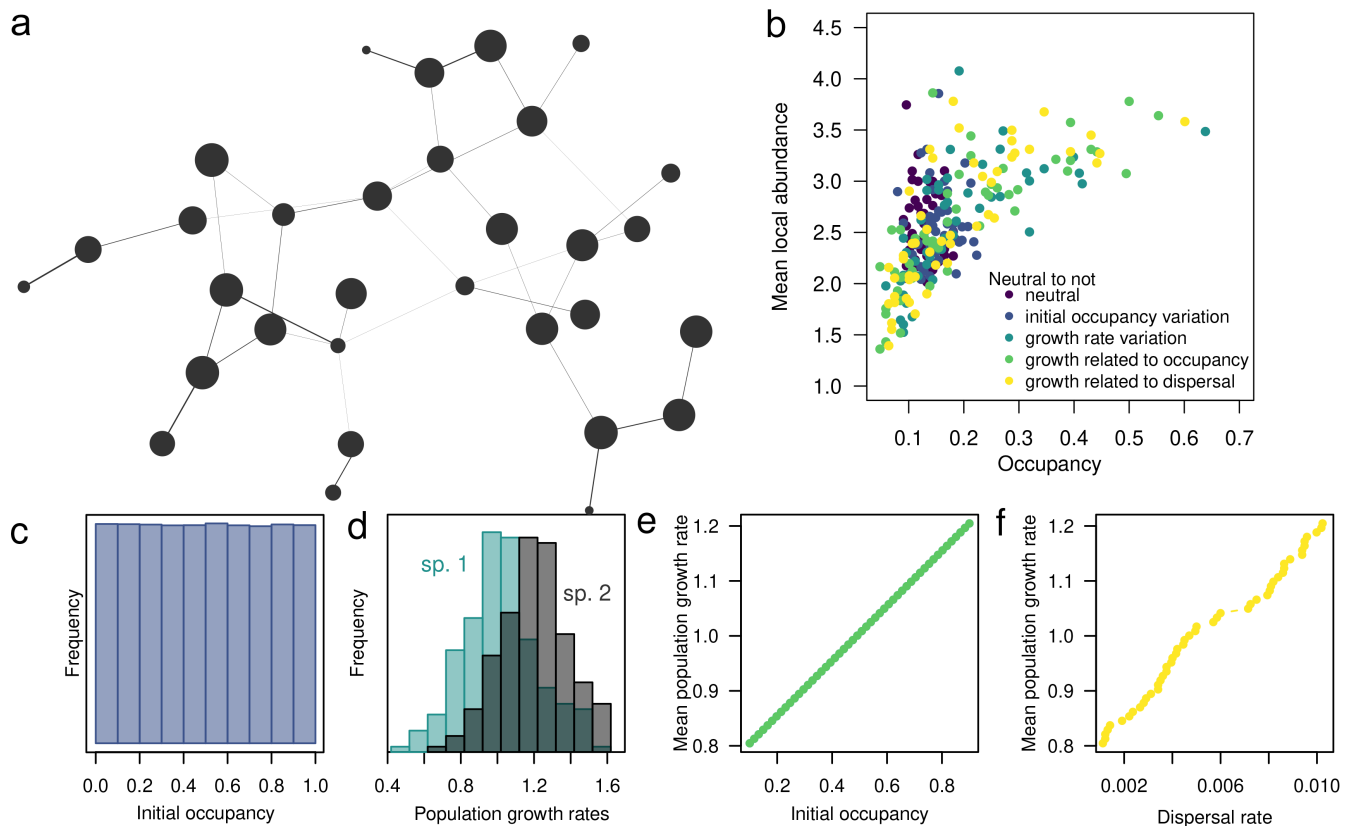 a
b
4.5
4.0
3.5
3.0
2.5
2.0
1.5
1.0
Mean local abundance
Neutral to not
neutral
initial occupancy variation
growth rate variation
growth related to occupancy
growth related to dispersal
0.1 0.2 0.3 0.4 0.5 0.6 0.7
Occupancy
c
Frequency
0.0 0.2 0.4 0.6 0.8 1.0
Initial occupancy
d
Frequency
sp. 1
sp. 2
0.4 0.8 1.2 1.6
Population growth rates
e
Mean population growth rate
1.2
1.1
1.0
0.9
0.8
0.2 0.4 0.6 0.8
Initial occupancy
f
Mean population growth rate
1.2
1.1
1.0
0.9
0.8
0.002 0.006 0.010
Dispersal rate